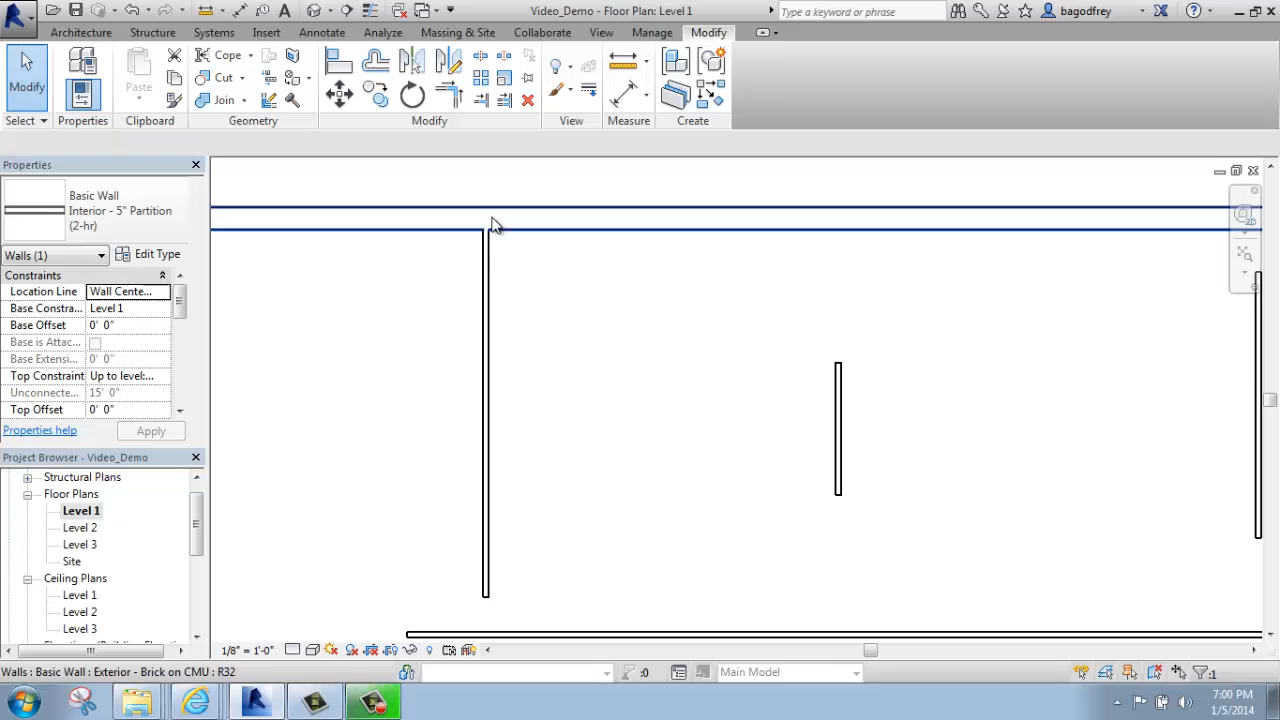 Video_Demo - Floor Plan: Level 1
Type a keyword or phrase
bagodfrey
Architecture Structure Systems Insert Annotate Analyze Massing & Site Collaborate View Manage Modify
Modify Paste Cope Cut Join
Select Properties Clipboard Geometry Modify View Measure Create
Properties
Basic Wall
Interior - 5" Partition
(2-hr)
Walls (1) Edit Type
Constraints
Location Line Wall Cente...
Base Constra... Level 1
Base Offset 0' 0"
Base is Attac...
Base Extensi... 0' 0"
Top Constraint Up to level:...
Unconnecte... 15' 0"
Top Offset 0' 0"
Properties help Apply
Project Browser - Video_Demo
Structural Plans
Floor Plans
Level 1
Level 2
Level 3
Site
Ceiling Plans
Level 1
Level 2
Level 3
2D
1/8" = 1'-0"
Walls : Basic Wall : Exterior - Brick on CMU : R32
:0
Main Model
:1
7:00 PM
1/5/2014